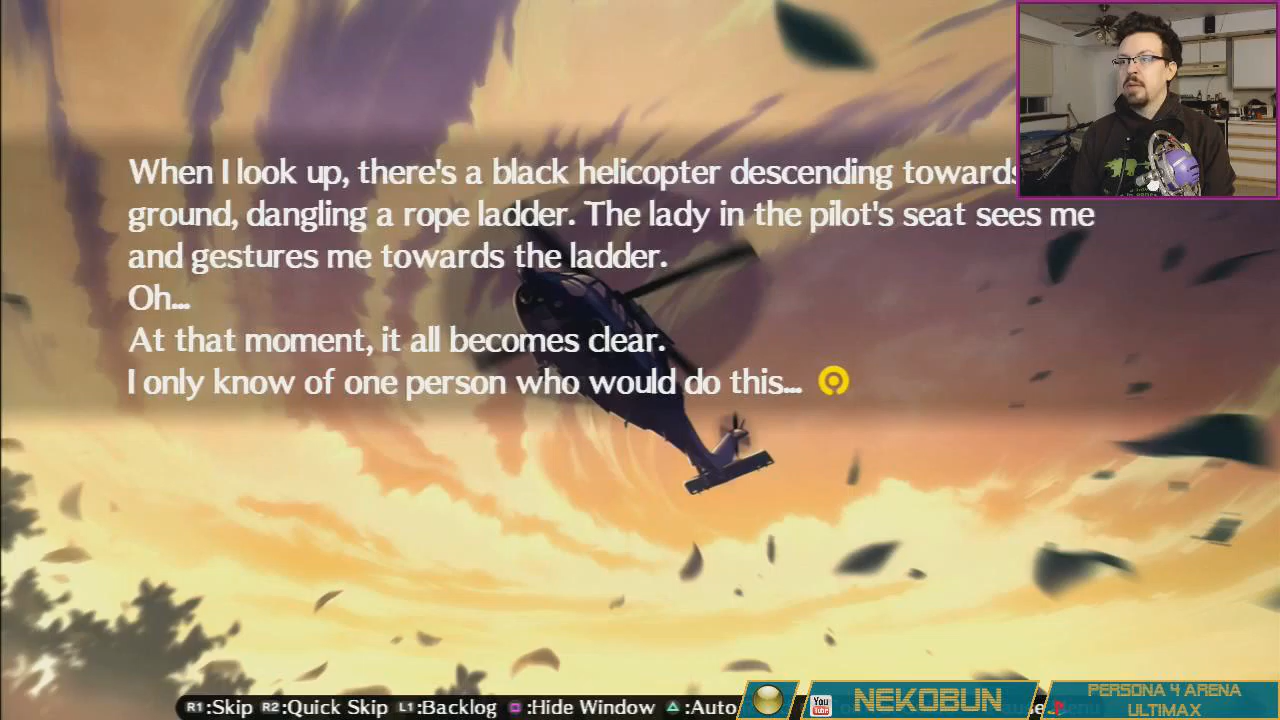 When I look up, there's a black helicopter descending towards
ground, dangling a rope ladder. The lady in the pilot's seat sees me
and gestures me towards the ladder.
Oh...
At that moment, it all becomes clear.
I only know of one person who would do this...
R1:Skip R2:Quick Skip L1:Backlog :Hide Window :Auto
You Tube NEKOBUN
PERSONA 4 ARENA
ULTIMAX